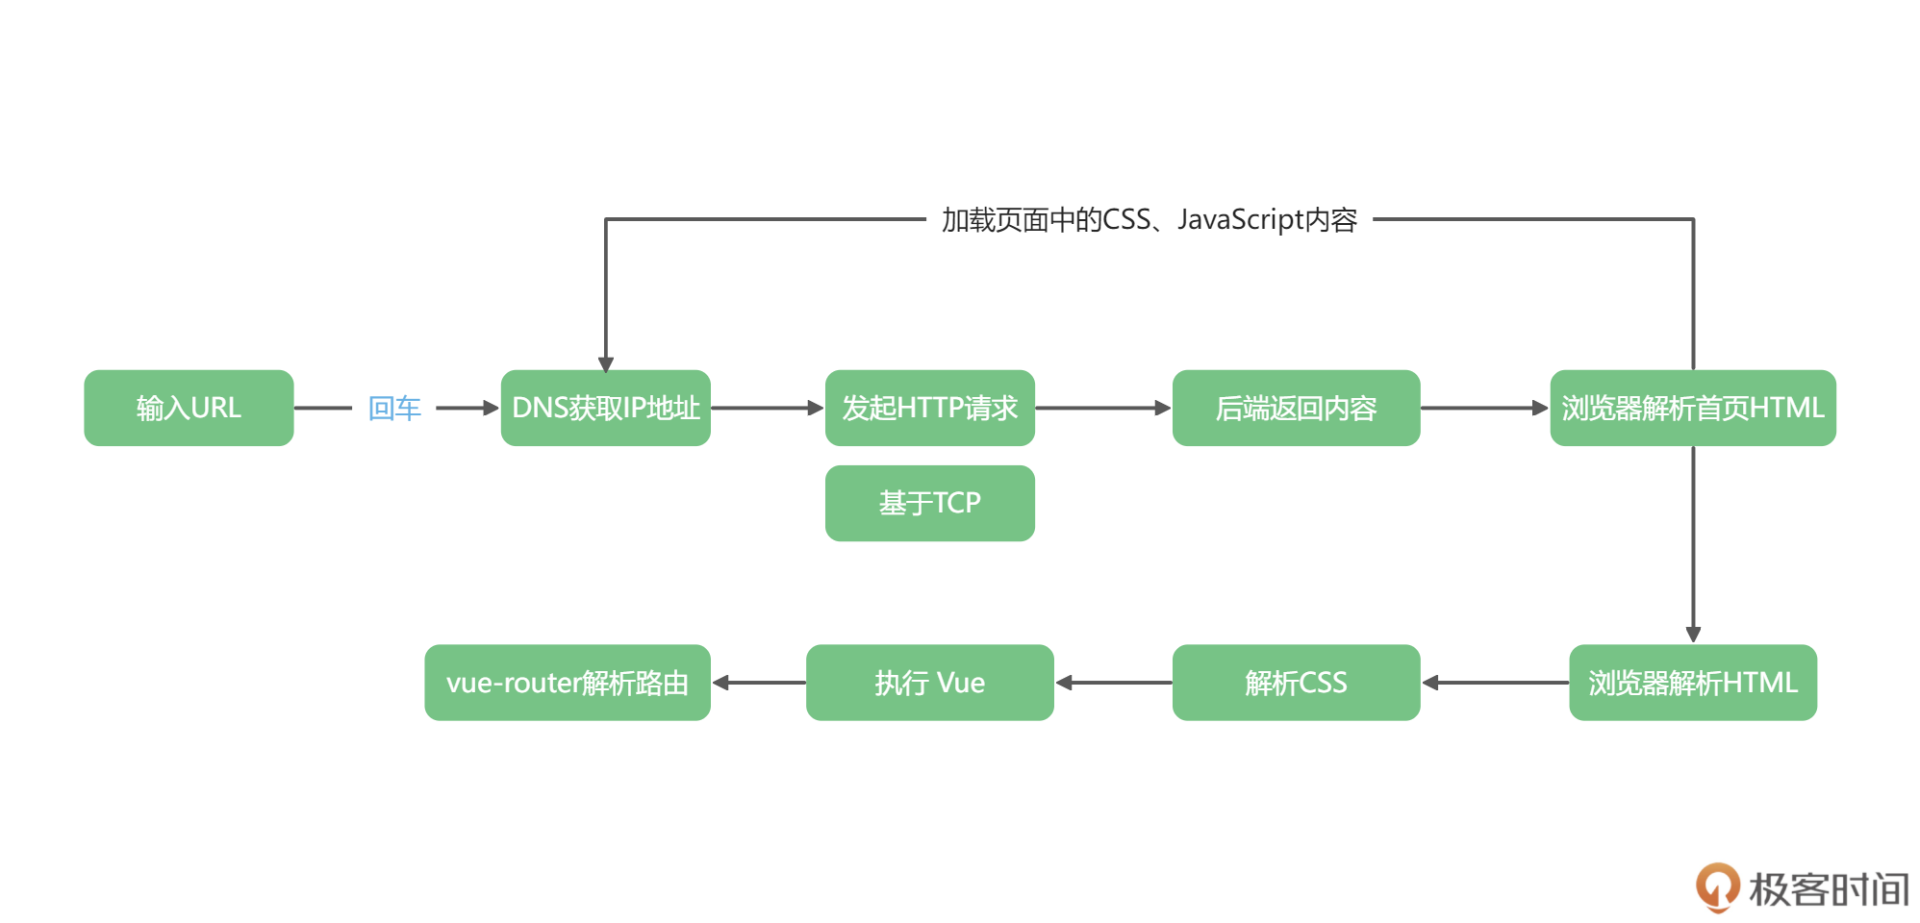 加载页面中的CSS、JavaScript内容
输入URL
回车
DNS获取IP地址
发起HTTP请求
后端返回内容
浏览器解析首页HTML
基于TCP
vue-router解析路由
执行 Vue
解析CSS
浏览器解析HTML
极客时间